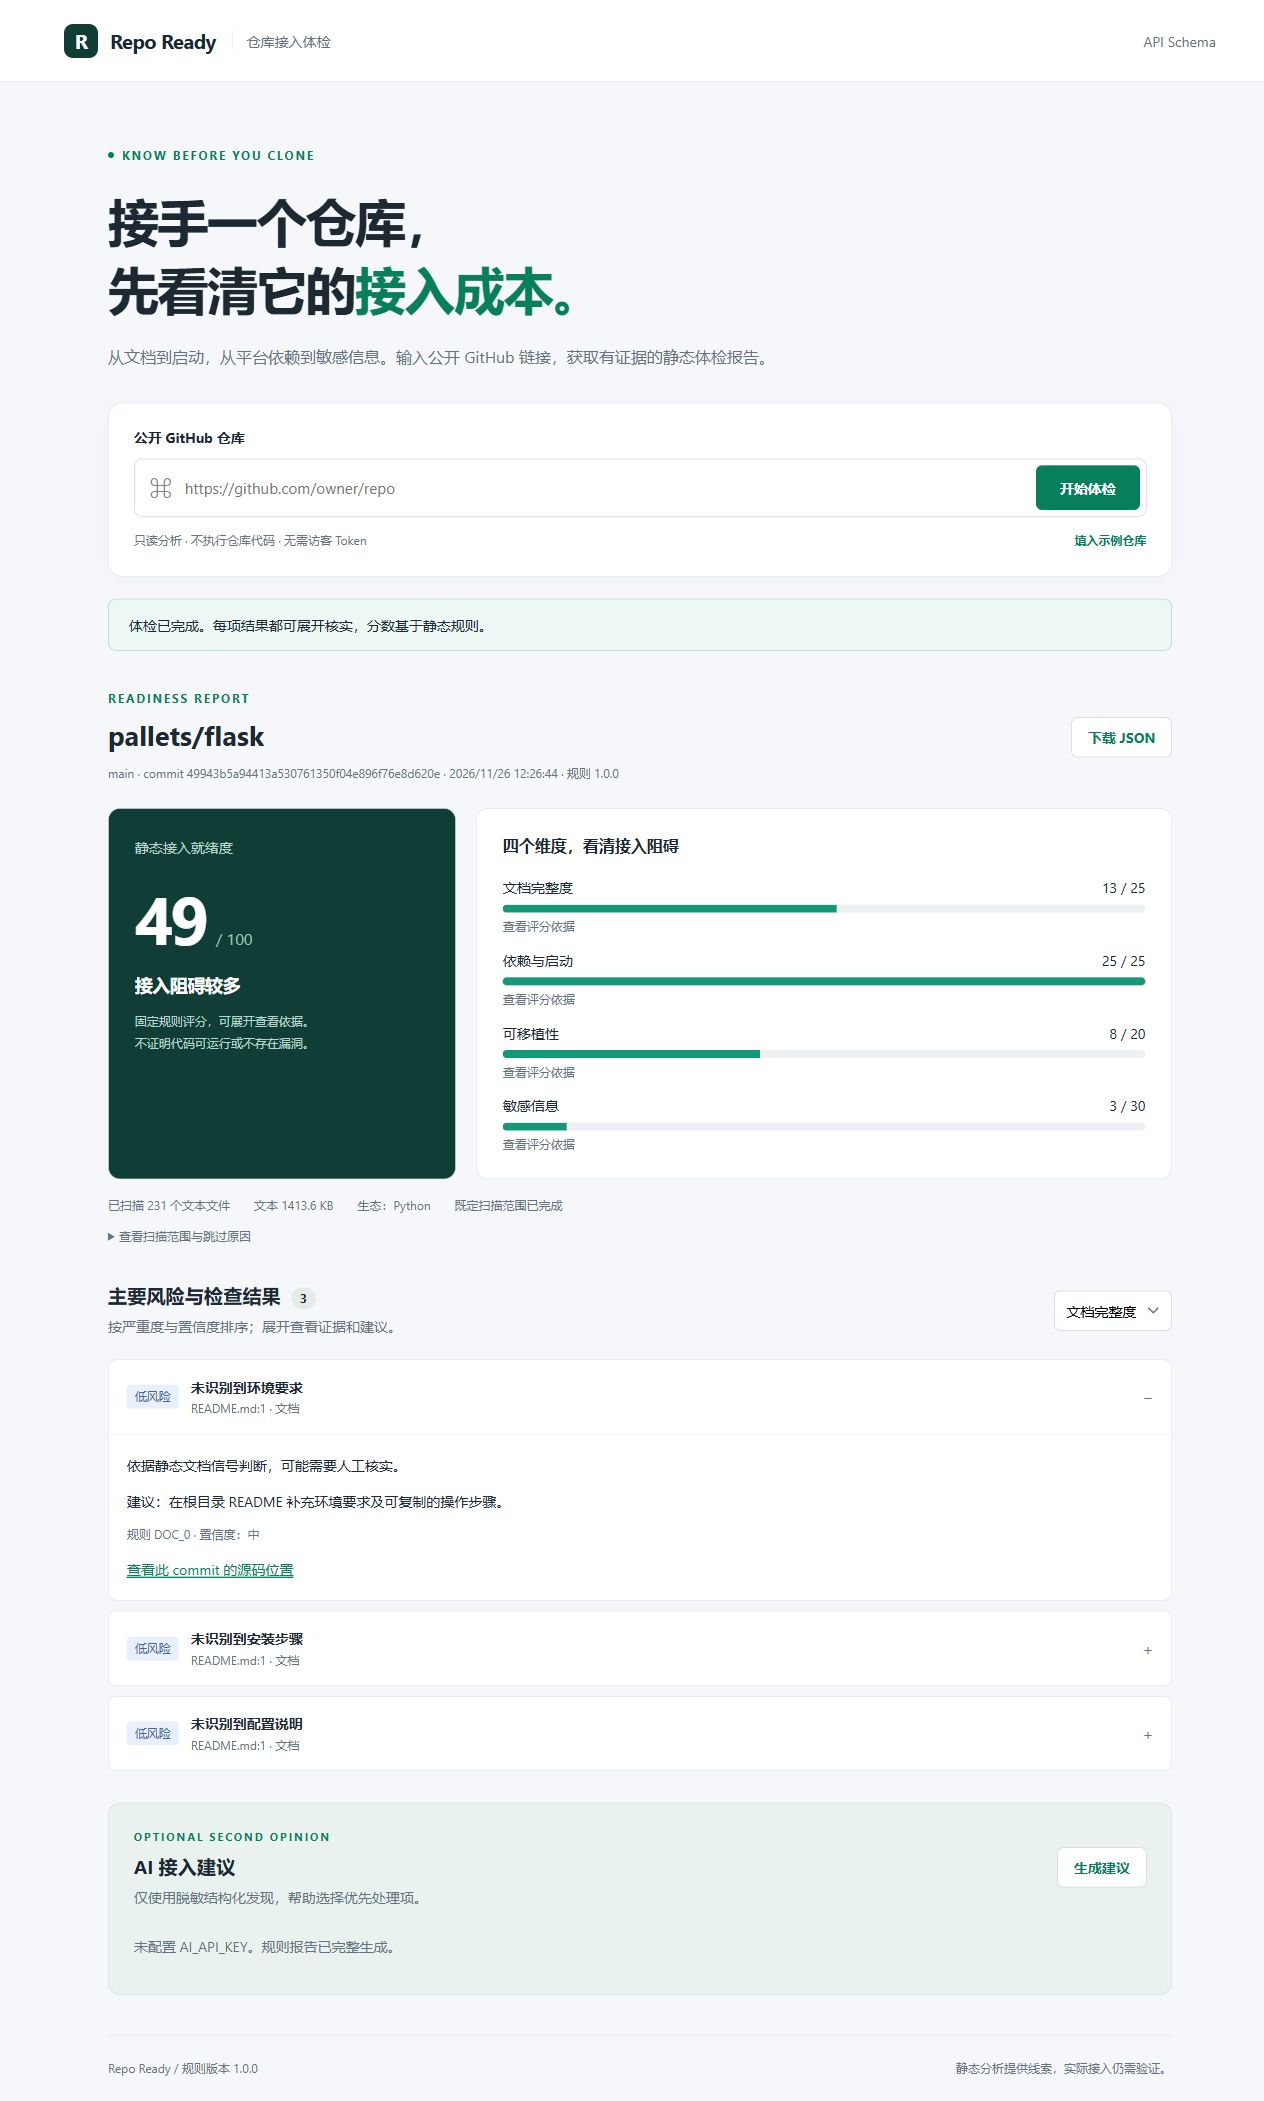 R Repo Ready 仓库接入体检 API Schema
KNOW BEFORE YOU CLONE
接手一个仓库，
先看清它的接入成本。
从文档到启动，从平台依赖到敏感信息。输入公开 GitHub 链接，获取有证据的静态体检报告。
公开 GitHub 仓库
https://github.com/owner/repo 开始体检
只读分析 · 不执行仓库代码 · 无需访客 Token 填入示例仓库
体检已完成。每项结果都可展开核实，分数基于静态规则。
READINESS REPORT
pallets/flask 下载 JSON
main · commit 49943b5a94413a530761350f04e896f76e8d620e · 2026/11/26 12:26:44 · 规则 1.0.0
静态接入就绪度
49 / 100
接入阻碍较多
固定规则评分，可展开查看依据。
不证明代码可运行或不存在漏洞。
四个维度，看清接入阻碍
文档完整度 13 / 25
查看评分依据
依赖与启动 25 / 25
查看评分依据
可移植性 8 / 20
查看评分依据
敏感信息 3 / 30
查看评分依据
已扫描 231 个文本文件 文本 1413.6 KB 生态：Python 既定扫描范围已完成
▶ 查看扫描范围与跳过原因
主要风险与检查结果 3
按严重度与置信度排序；展开查看证据和建议。
文档完整度
低风险 未识别到环境要求
README.md:1 · 文档
−
依据静态文档信号判断，可能需要人工核实。
建议：在根目录 README 补充环境要求及可复制的操作步骤。
规则 DOC_0 · 置信度：中
查看此 commit 的源码位置
低风险 未识别到安装步骤
README.md:1 · 文档
+
低风险 未识别到配置说明
README.md:1 · 文档
+
OPTIONAL SECOND OPINION
AI 接入建议 生成建议
仅使用脱敏结构化发现，帮助选择优先处理项。
未配置 AI_API_KEY。规则报告已完整生成。
Repo Ready / 规则版本 1.0.0 静态分析提供线索，实际接入仍需验证。